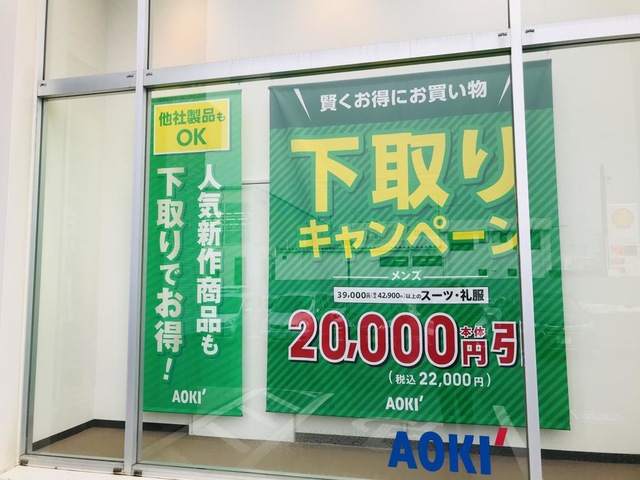 他社製品も
OK
人気新作商品も
下取りでお得!
AOKI'
賢くお得にお買い物
下取り
キャンペーン
メンズ
39,000円(税込42,900円)以上のスーツ・礼服
20,000本体円引
(税込22,000円)
AOKI'
AOKI'